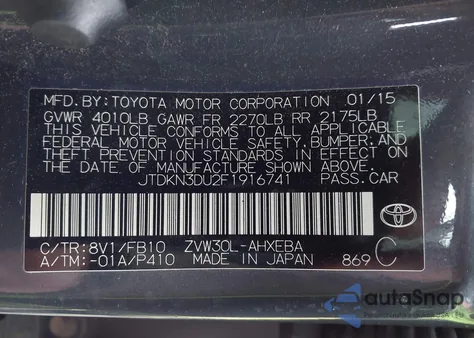 MFD. BY: TOYOTA MOTOR CORPORATION 01/15
GVWR 4010LB GAWR FR 2270LB RR 2175LB
THIS VEHICLE CONFORMS TO ALL APPLICABLE
FEDERAL MOTOR VEHICLE SAFETY, BUMPER, AND
THEFT PREVENTION STANDARDS IN EFFECT ON
THE DATE OF MANUFACTURE SHOWN ABOVE.
JTDKN3DU2F1916741 PASS. CAR
C/TR: 8V1/FB10 ZVW30L-AHXEBA
A/TM: -01A/P410 MADE IN JAPAN 869 C
TOYOTA
autoSnap